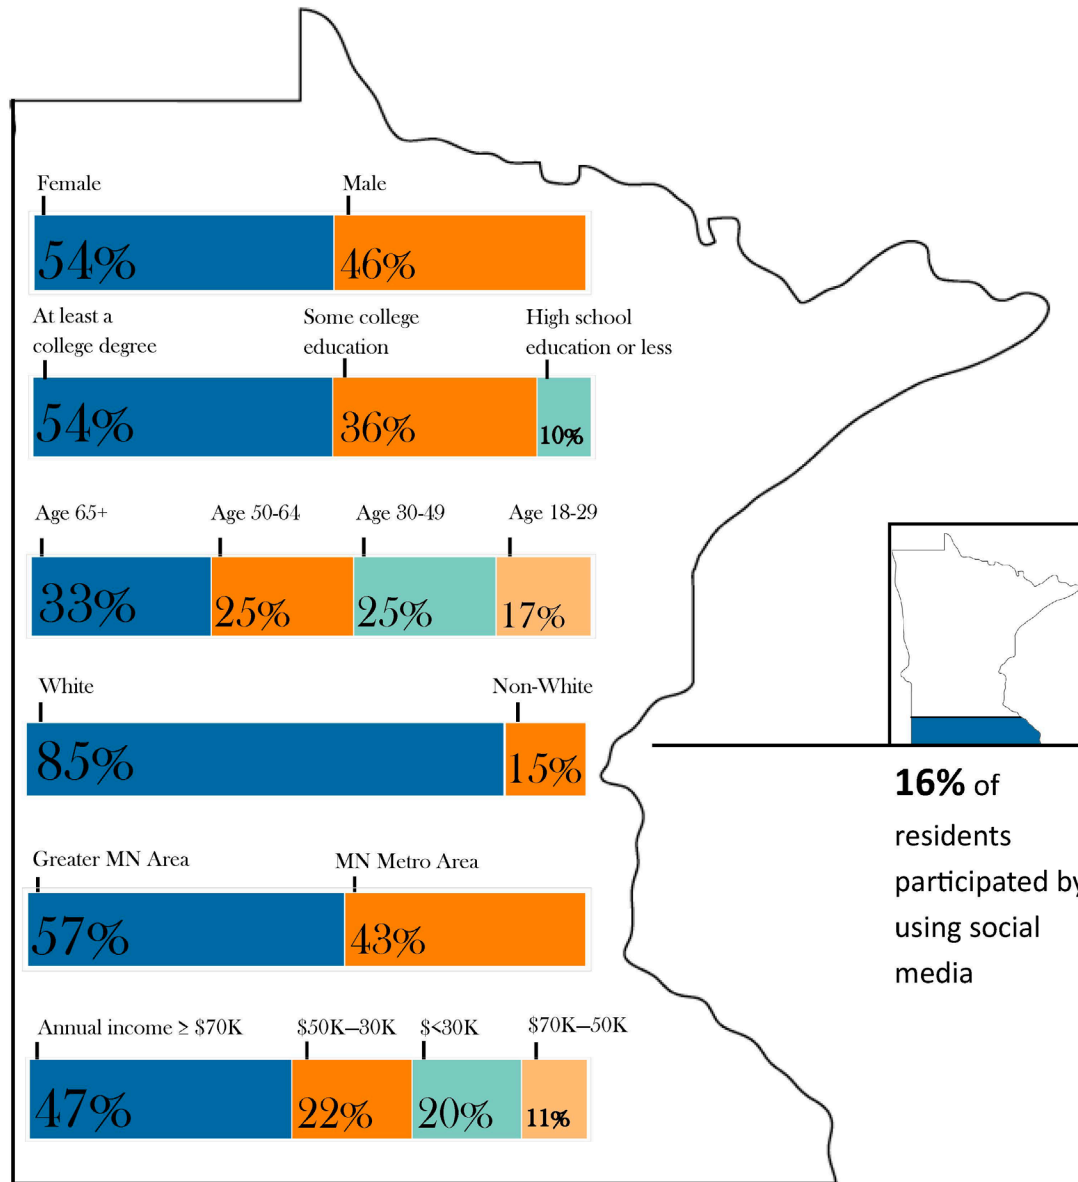 Female Male
54% 46%
At least a college degree Some college education High school education or less
54% 36% 10%
Age 65+ Age 50-64 Age 30-49 Age 18-29
33% 25% 25% 17%
White Non-White
85% 15%
Greater MN Area MN Metro Area
57% 43%
Annual income ≥ $70K $50K–30K $<30K $70K–50K
47% 22% 20% 11%
16% of
residents
participated by
using social
media